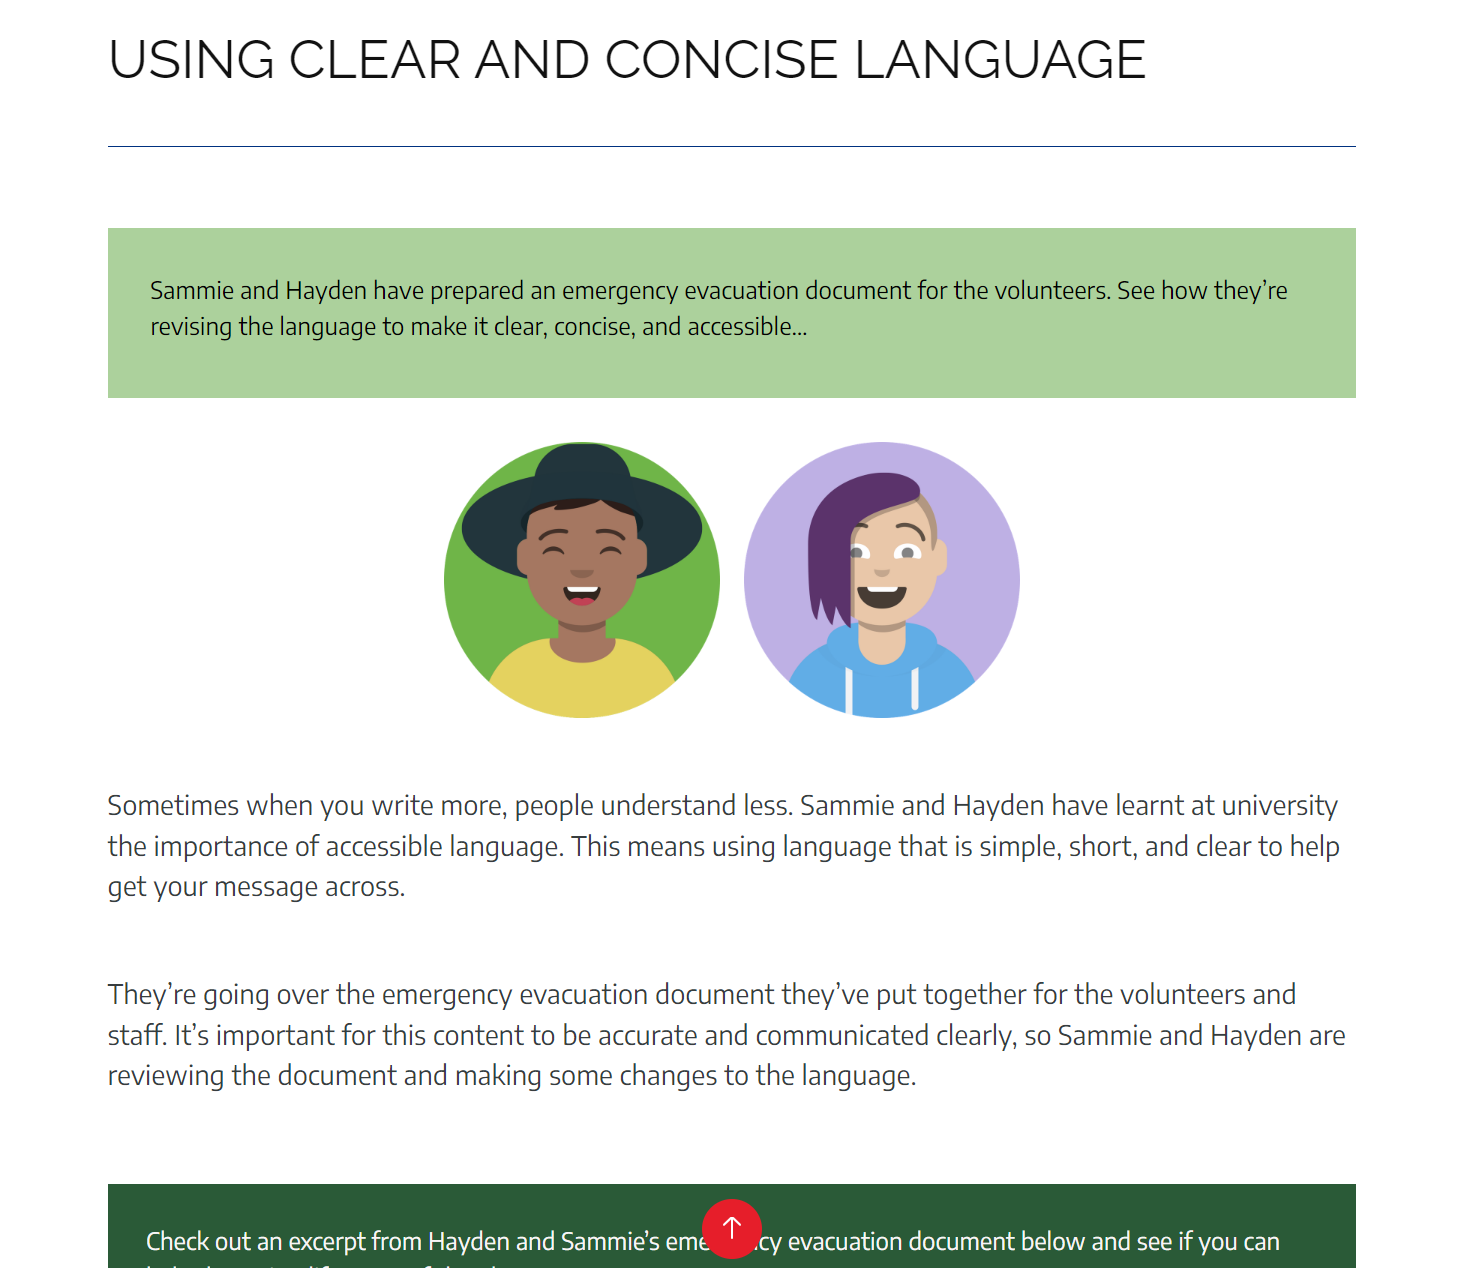 USING CLEAR AND CONCISE LANGUAGE
Sammie and Hayden have prepared an emergency evacuation document for the volunteers. See how they’re
revising the language to make it clear, concise, and accessible...
Sometimes when you write more, people understand less. Sammie and Hayden have learnt at university
the importance of accessible language. This means using language that is simple, short, and clear to help
get your message across.
They’re going over the emergency evacuation document they’ve put together for the volunteers and
staff. It’s important for this content to be accurate and communicated clearly, so Sammie and Hayden are
reviewing the document and making some changes to the language.
Check out an excerpt from Hayden and Sammie’s evacuation document below and see if you can